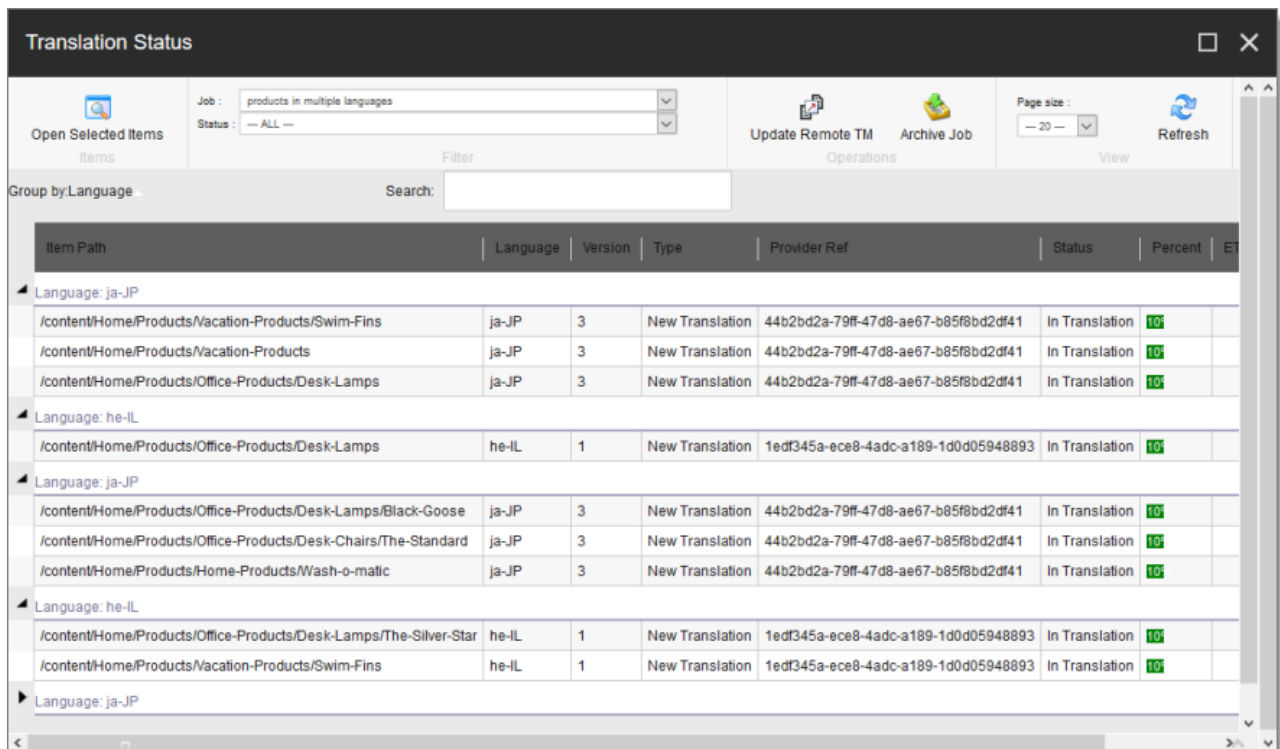 Translation Status
Open Selected Items
Items
Job : products in multiple languages
Status : — ALL —
Filter
Update Remote TM
Archive Job
Operations
Page size :
— 20 —
Refresh
View
Group by:Language
Search:
Item Path Language Version Type Provider Ref Status Percent
Language: ja-JP
/content/Home/Products/Vacation-Products/Swim-Fins ja-JP 3 New Translation 44b2bd2a-79ff-47d8-ae67-b85f8bd2df41 In Translation 10
/content/Home/Products/Vacation-Products ja-JP 3 New Translation 44b2bd2a-79ff-47d8-ae67-b85f8bd2df41 In Translation 10
/content/Home/Products/Office-Products/Desk-Lamps ja-JP 3 New Translation 44b2bd2a-79ff-47d8-ae67-b85f8bd2df41 In Translation 10
Language: he-IL
/content/Home/Products/Office-Products/Desk-Lamps he-IL 1 New Translation 1edf345a-ece8-4adc-a189-1d0d05948893 In Translation 10
Language: ja-JP
/content/Home/Products/Office-Products/Desk-Lamps/Black-Goose ja-JP 3 New Translation 44b2bd2a-79ff-47d8-ae67-b85f8bd2df41 In Translation 10
/content/Home/Products/Office-Products/Desk-Chairs/The-Standard ja-JP 3 New Translation 44b2bd2a-79ff-47d8-ae67-b85f8bd2df41 In Translation 10
/content/Home/Products/Home-Products/Wash-o-matic ja-JP 3 New Translation 44b2bd2a-79ff-47d8-ae67-b85f8bd2df41 In Translation 10
Language: he-IL
/content/Home/Products/Office-Products/Desk-Lamps/The-Silver-Star he-IL 1 New Translation 1edf345a-ece8-4adc-a189-1d0d05948893 In Translation 10
/content/Home/Products/Vacation-Products/Swim-Fins he-IL 1 New Translation 1edf345a-ece8-4adc-a189-1d0d05948893 In Translation 10
Language: ja-JP